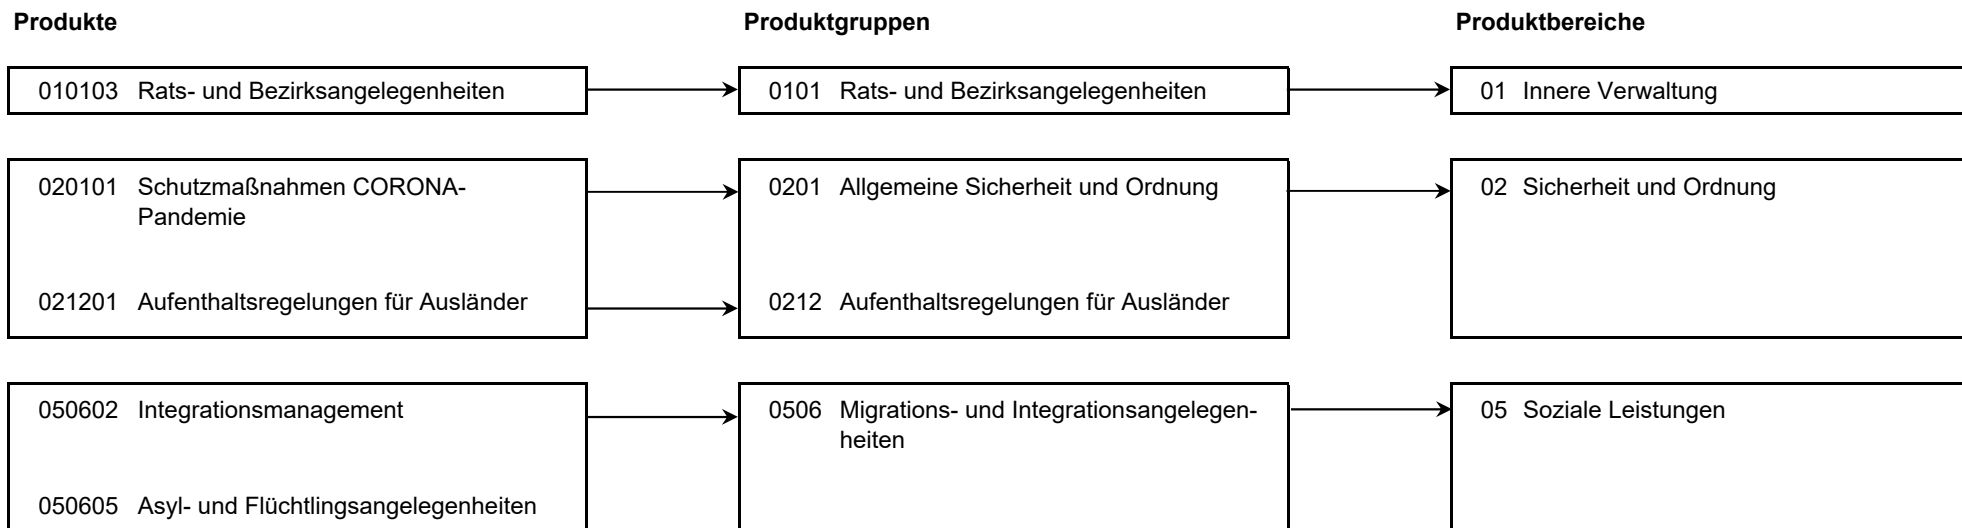 Produkte Produktgruppen Produktbereiche
010103 Rats- und Bezirksangelegenheiten 0101 Rats- und Bezirksangelegenheiten 01 Innere Verwaltung
020101 Schutzmaßnahmen CORONA- 0201 Allgemeine Sicherheit und Ordnung 02 Sicherheit und Ordnung
Pandemie
021201 Aufenthaltsregelungen für Ausländer 0212 Aufenthaltsregelungen für Ausländer
050602 Integrationsmanagement 0506 Migrations- und Integrationsangelegen- 05 Soziale Leistungen
heiten
050605 Asyl- und Flüchtlingsangelegenheiten